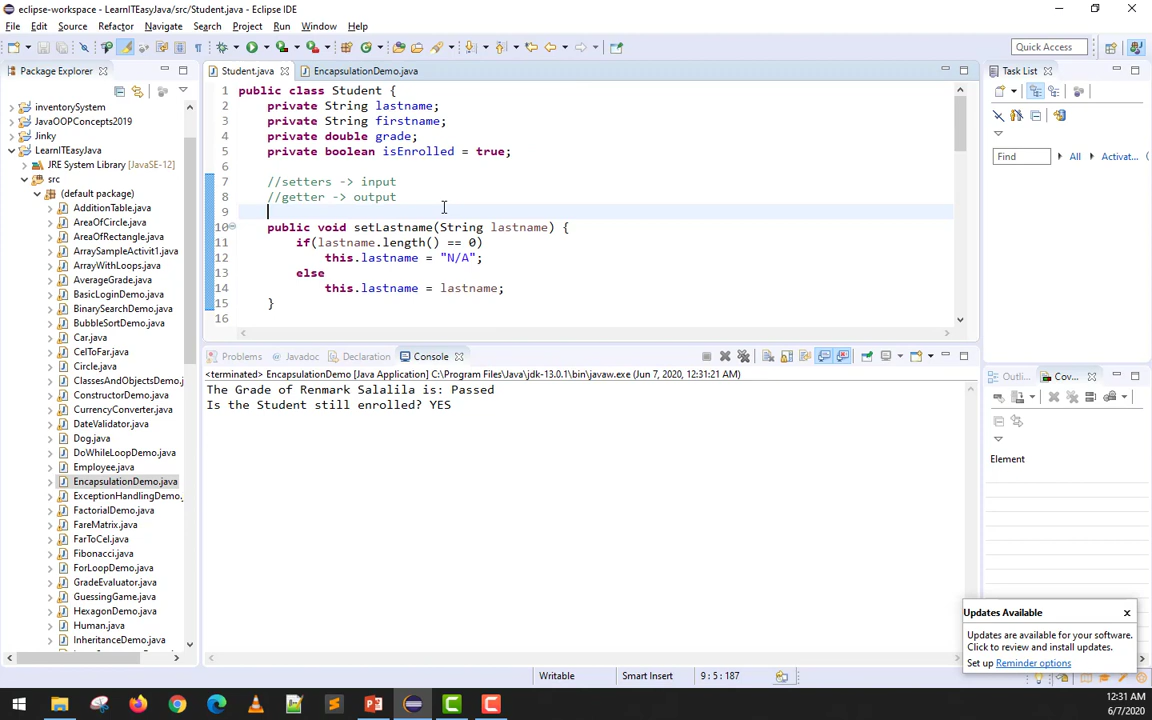 eclipse-workspace - LearnITEasyJava/src/Student.java - Eclipse IDE
File Edit Source Refactor Navigate Search Project Run Window Help
Quick Access
Package Explorer
inventorySystem
JavaOOPConcepts2019
Jinky
LearnITEasyJava
JRE System Library [JavaSE-12]
src
(default package)
AdditionTable.java
AreaOfCircle.java
AreaOfRectangle.java
ArraySampleActivit1.java
ArrayWithLoops.java
AverageGrade.java
BasicLoginDemo.java
BinarySearchDemo.java
BubbleSortDemo.java
Car.java
CelToFar.java
Circle.java
ClassesAndObjectsDemo.j
ConstructorDemo.java
CurrencyConverter.java
DateValidator.java
Dog.java
DoWhileLoopDemo.java
Employee.java
EncapsulationDemo.java
ExceptionHandlingDemo.
FactorialDemo.java
FareMatrix.java
FarToCel.java
Fibonacci.java
ForLoopDemo.java
GradeEvaluator.java
GuessingGame.java
HexagonDemo.java
Human.java
InheritanceDemo.java
Student.java EncapsulationDemo.java
1 public class Student {
2 private String lastname;
3 private String firstname;
4 private double grade;
5 private boolean isEnrolled = true;
6
7 //setters -> input
8 //getter -> output
9
10 public void setLastname(String lastname) {
11 if(lastname.length() == 0)
12 this.lastname = "N/A";
13 else
14 this.lastname = lastname;
15 }
16
Problems Javadoc Declaration Console
<terminated> EncapsulationDemo [Java Application] C:\Program Files\Java\jdk-13.0.1\bin\javaw.exe (Jun 7, 2020, 12:31:21 AM)
The Grade of Renmark Salalila is: Passed
Is the Student still enrolled? YES
Task List
Find All Activat...
Outli... Cov...
Element
Updates Available
Updates are available for your software.
Click to review and install updates.
Set up Reminder options
Writable Smart Insert 9 : 5 : 187
12:31 AM
6/7/2020